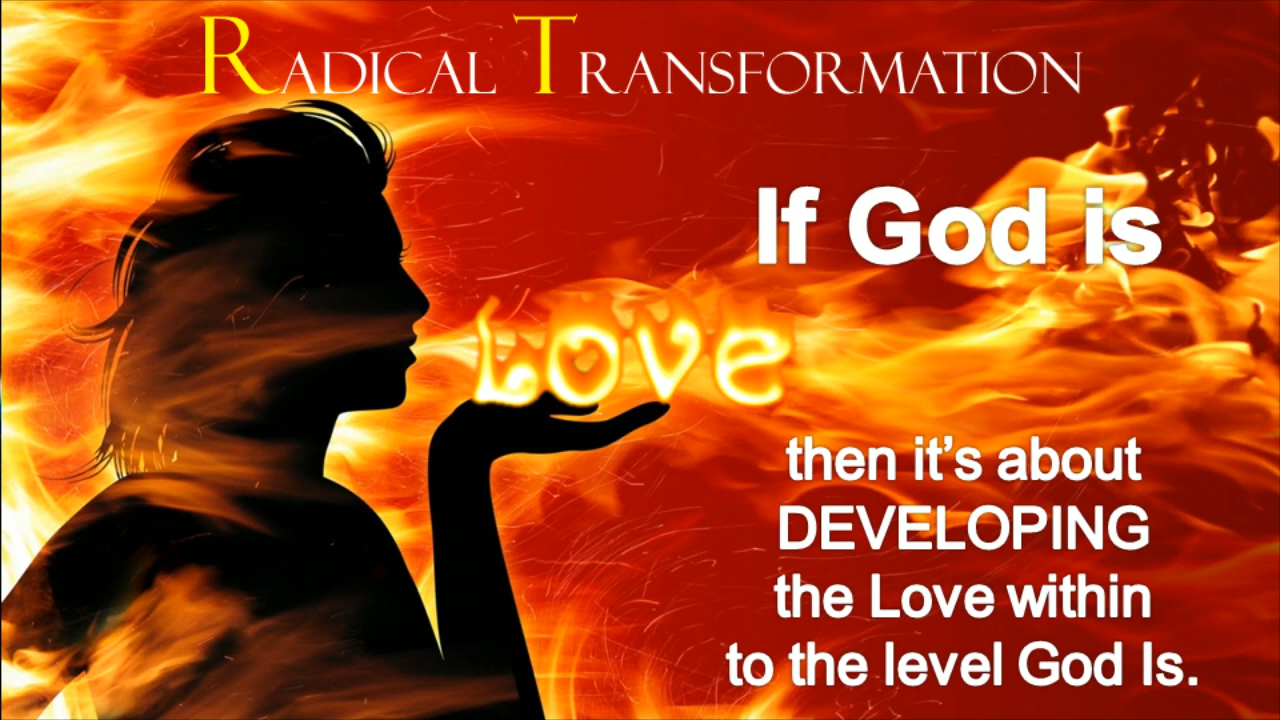 RADICAL TRANSFORMATION
If God is
LOVE
then it’s about
DEVELOPING
the Love within
to the level God Is.